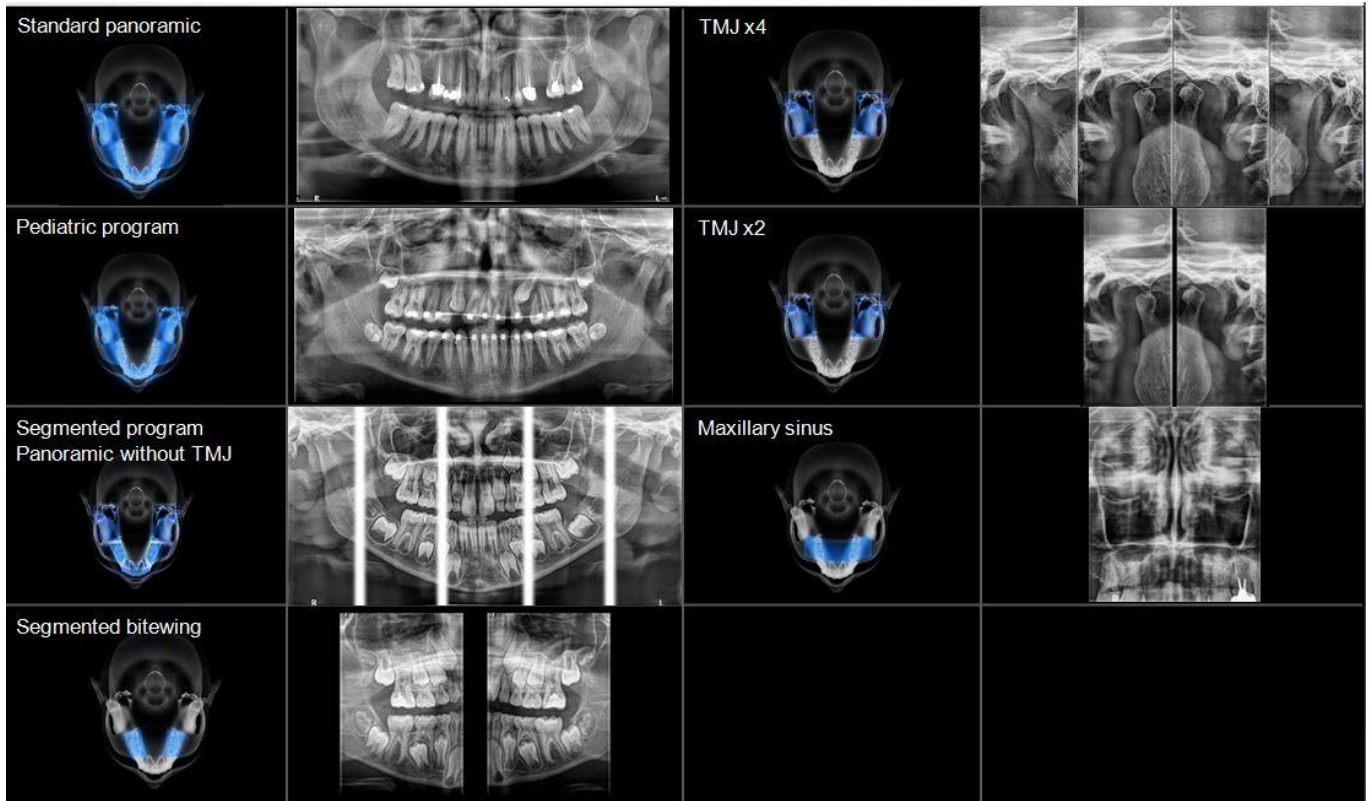 Standard panoramic
TMJ x4
R
L
Pediatric program
TMJ x2
Segmented program
Panoramic without TMJ
Maxillary sinus
R
L
R
Segmented bitewing